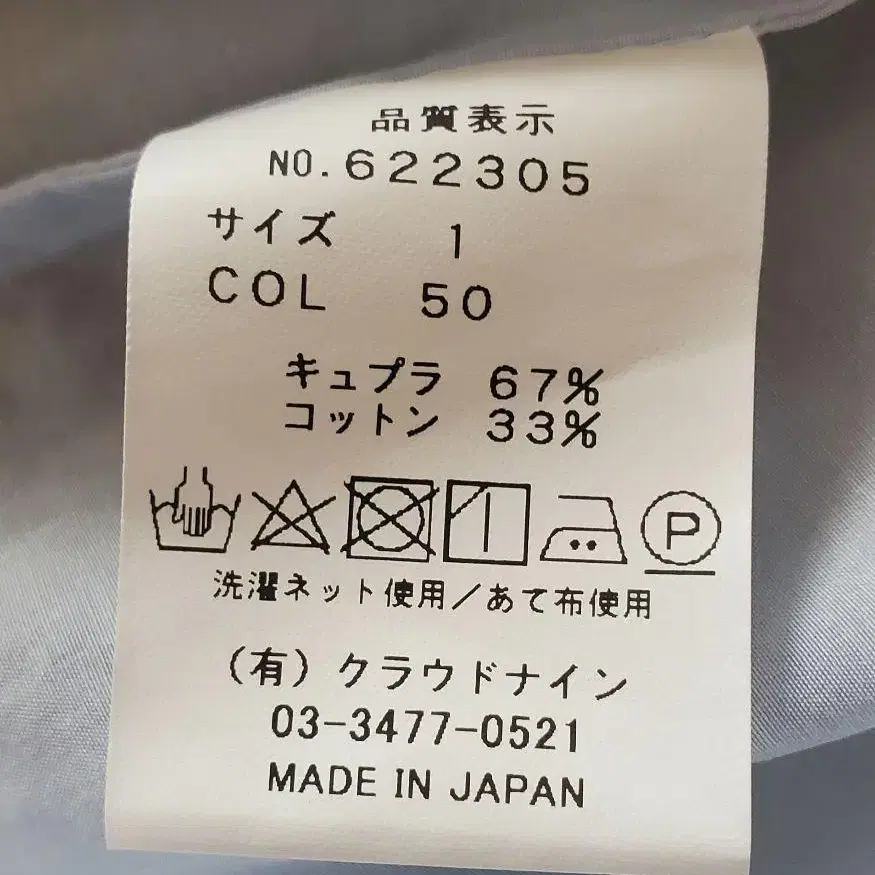 品質表示
NO.622305
サイズ 1
COL 50
キュプラ 67%
コットン 33%
P
洗濯ネット使用／あて布使用
（有）クラウドナイン
03-3477-0521
MADE IN JAPAN